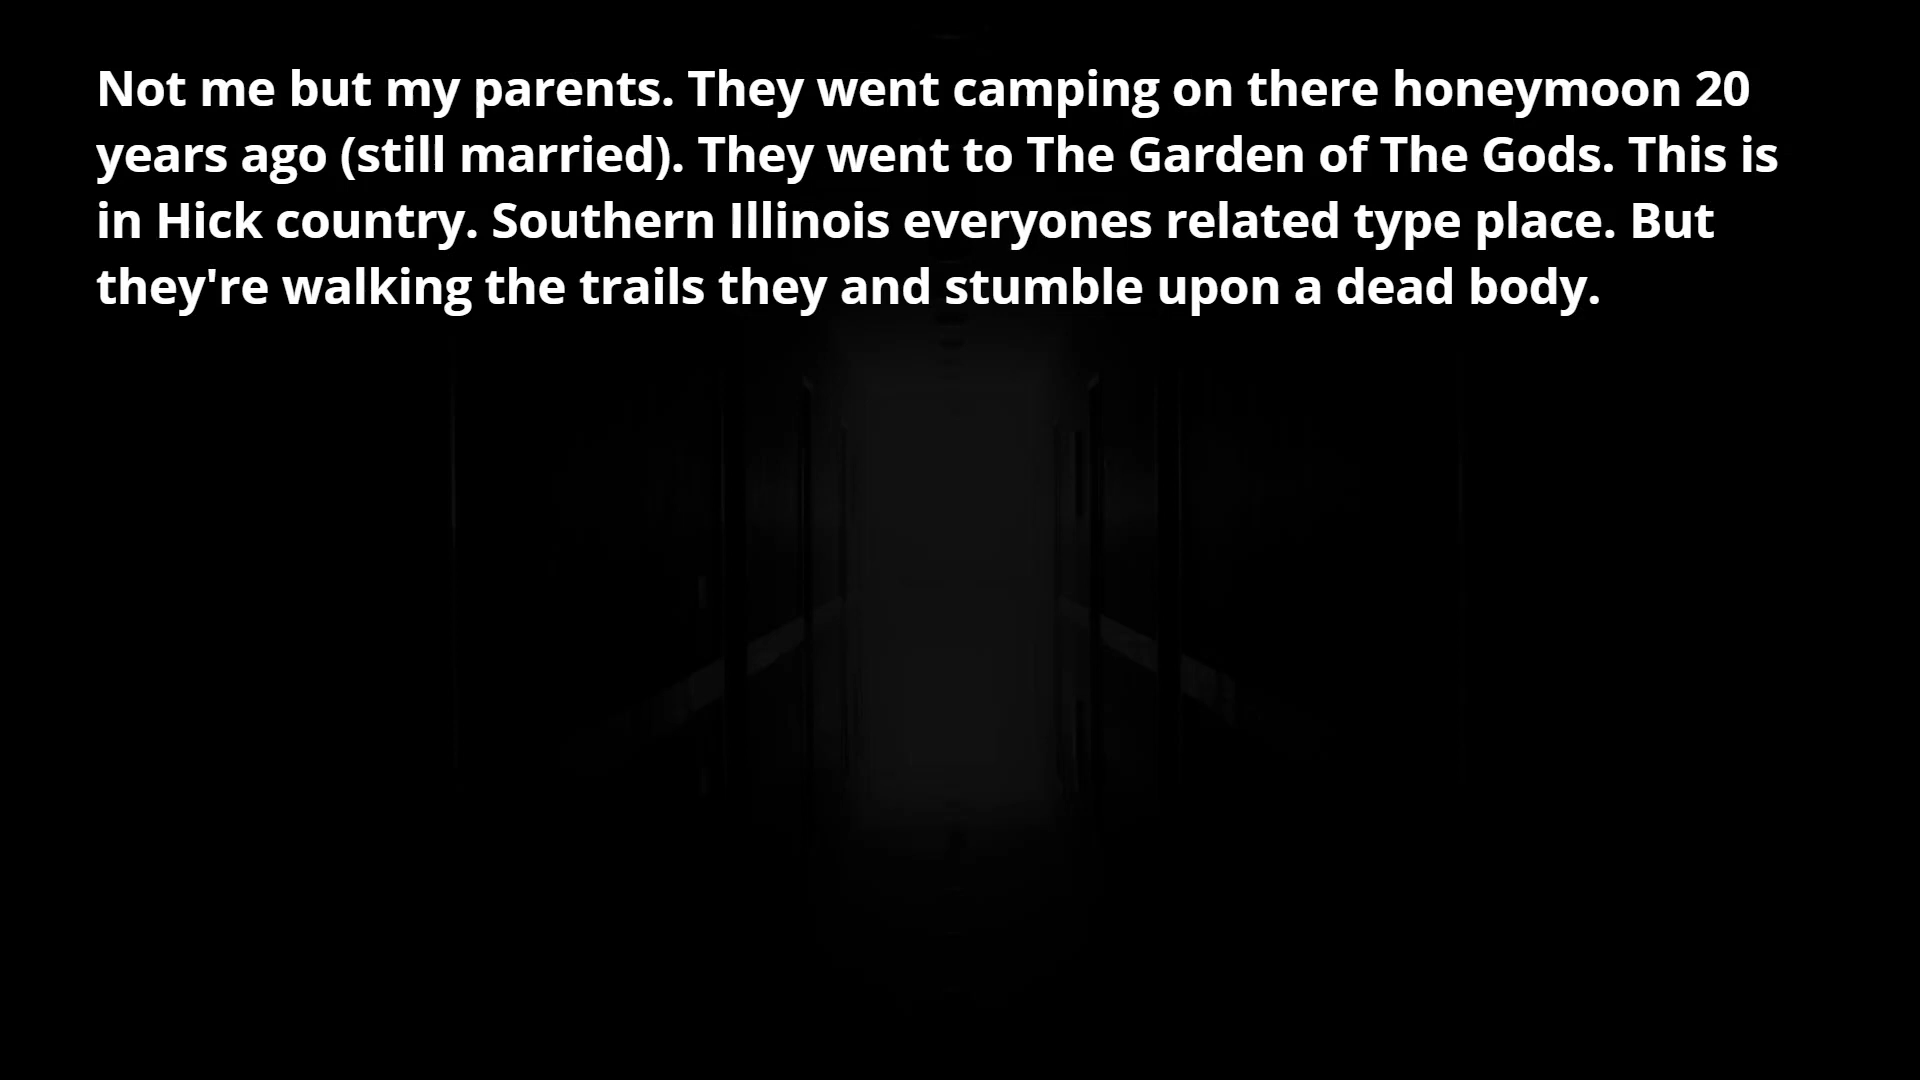 Not me but my parents. They went camping on there honeymoon 20
years ago (still married). They went to The Garden of The Gods. This is
in Hick country. Southern Illinois everyones related type place. But
they're walking the trails they and stumble upon a dead body.